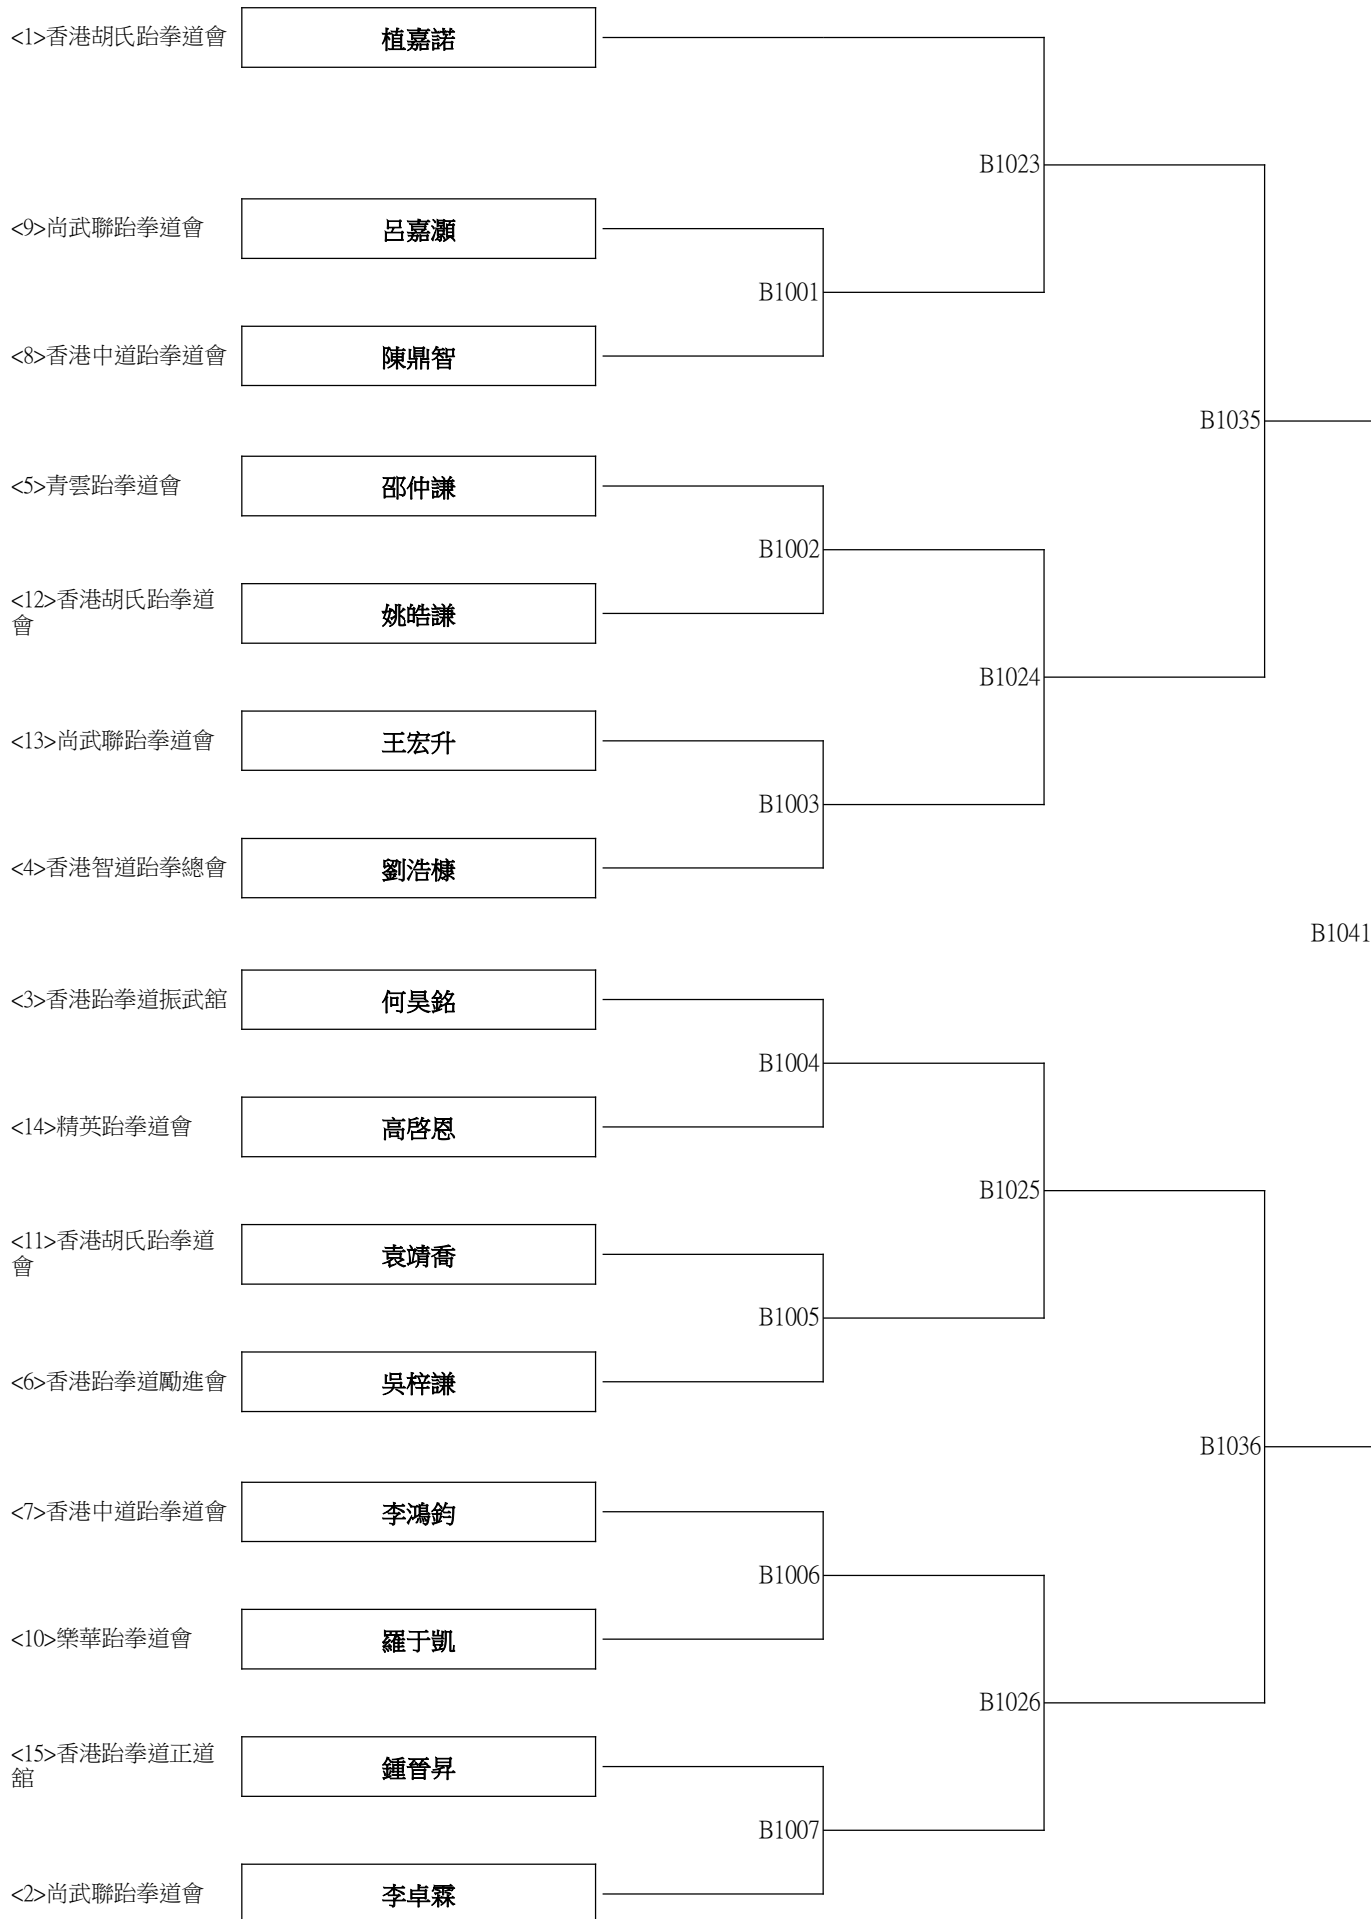 <1>香港胡氏跆拳道會
植嘉諾
B1023
<9>尚武聯跆拳道會
呂嘉灝
B1001
<8>香港中道跆拳道會
陳鼎智
B1035
<5>青雲跆拳道會
邵仲謙
B1002
<12>香港胡氏跆拳道
會
姚皓謙
B1024
<13>尚武聯跆拳道會
王宏升
B1003
<4>香港智道跆拳總會
劉浩槺
B1041
<3>香港跆拳道振武舘
何昊銘
B1004
<14>精英跆拳道會
高啓恩
B1025
<11>香港胡氏跆拳道
會
袁靖喬
B1005
<6>香港跆拳道勵進會
吳梓謙
B1036
<7>香港中道跆拳道會
李鴻鈞
B1006
<10>樂華跆拳道會
羅于凱
B1026
<15>香港跆拳道正道
舘
鍾晉昇
B1007
<2>尚武聯跆拳道會
李卓霖